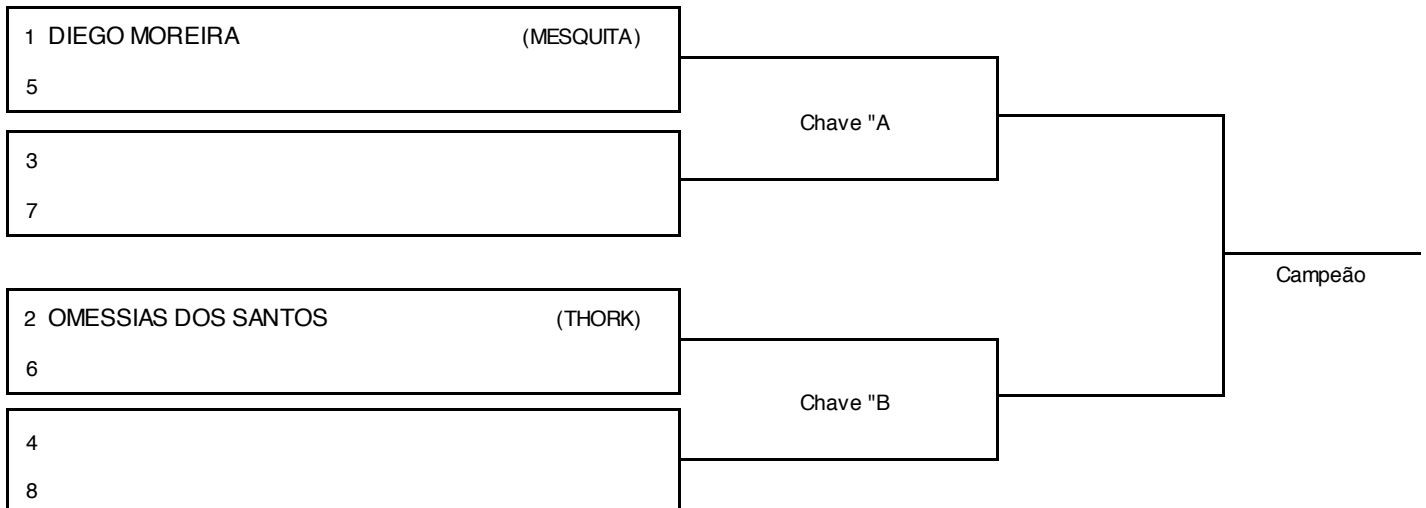 1 DIEGO MOREIRA (MESQUITA)
5
Chave "A
3
7
Campeão
2 OMESSIAS DOS SANTOS (THORK)
6
Chave "B
4
8